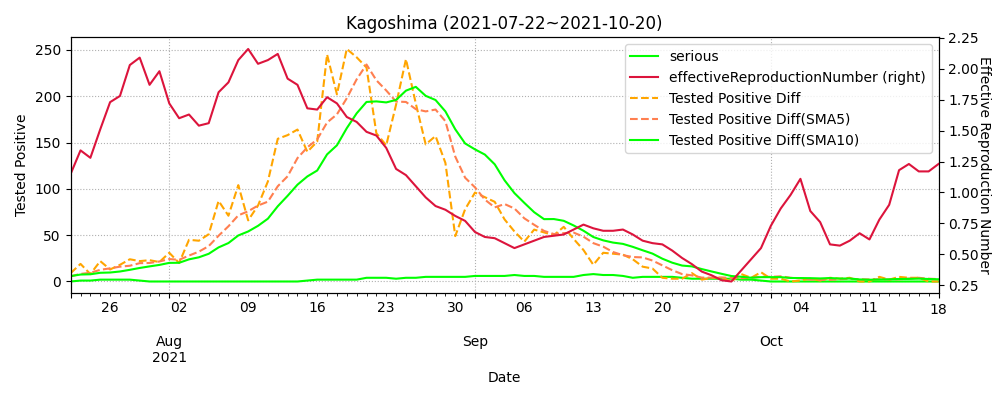 Kagoshima (2021-07-22~2021-10-20)
Tested Positive
250
200
150
100
50
0
serious
effectiveReproductionNumber (right)
Tested Positive Diff
Tested Positive Diff(SMA5)
Tested Positive Diff(SMA10)
2.25
2.00
1.75
1.50
1.25
1.00
0.75
0.50
0.25
Effective Reproduction Number
26 02 09 16 23 30 06 13 20 27 04 11 18
Aug Sep Oct
2021
Date